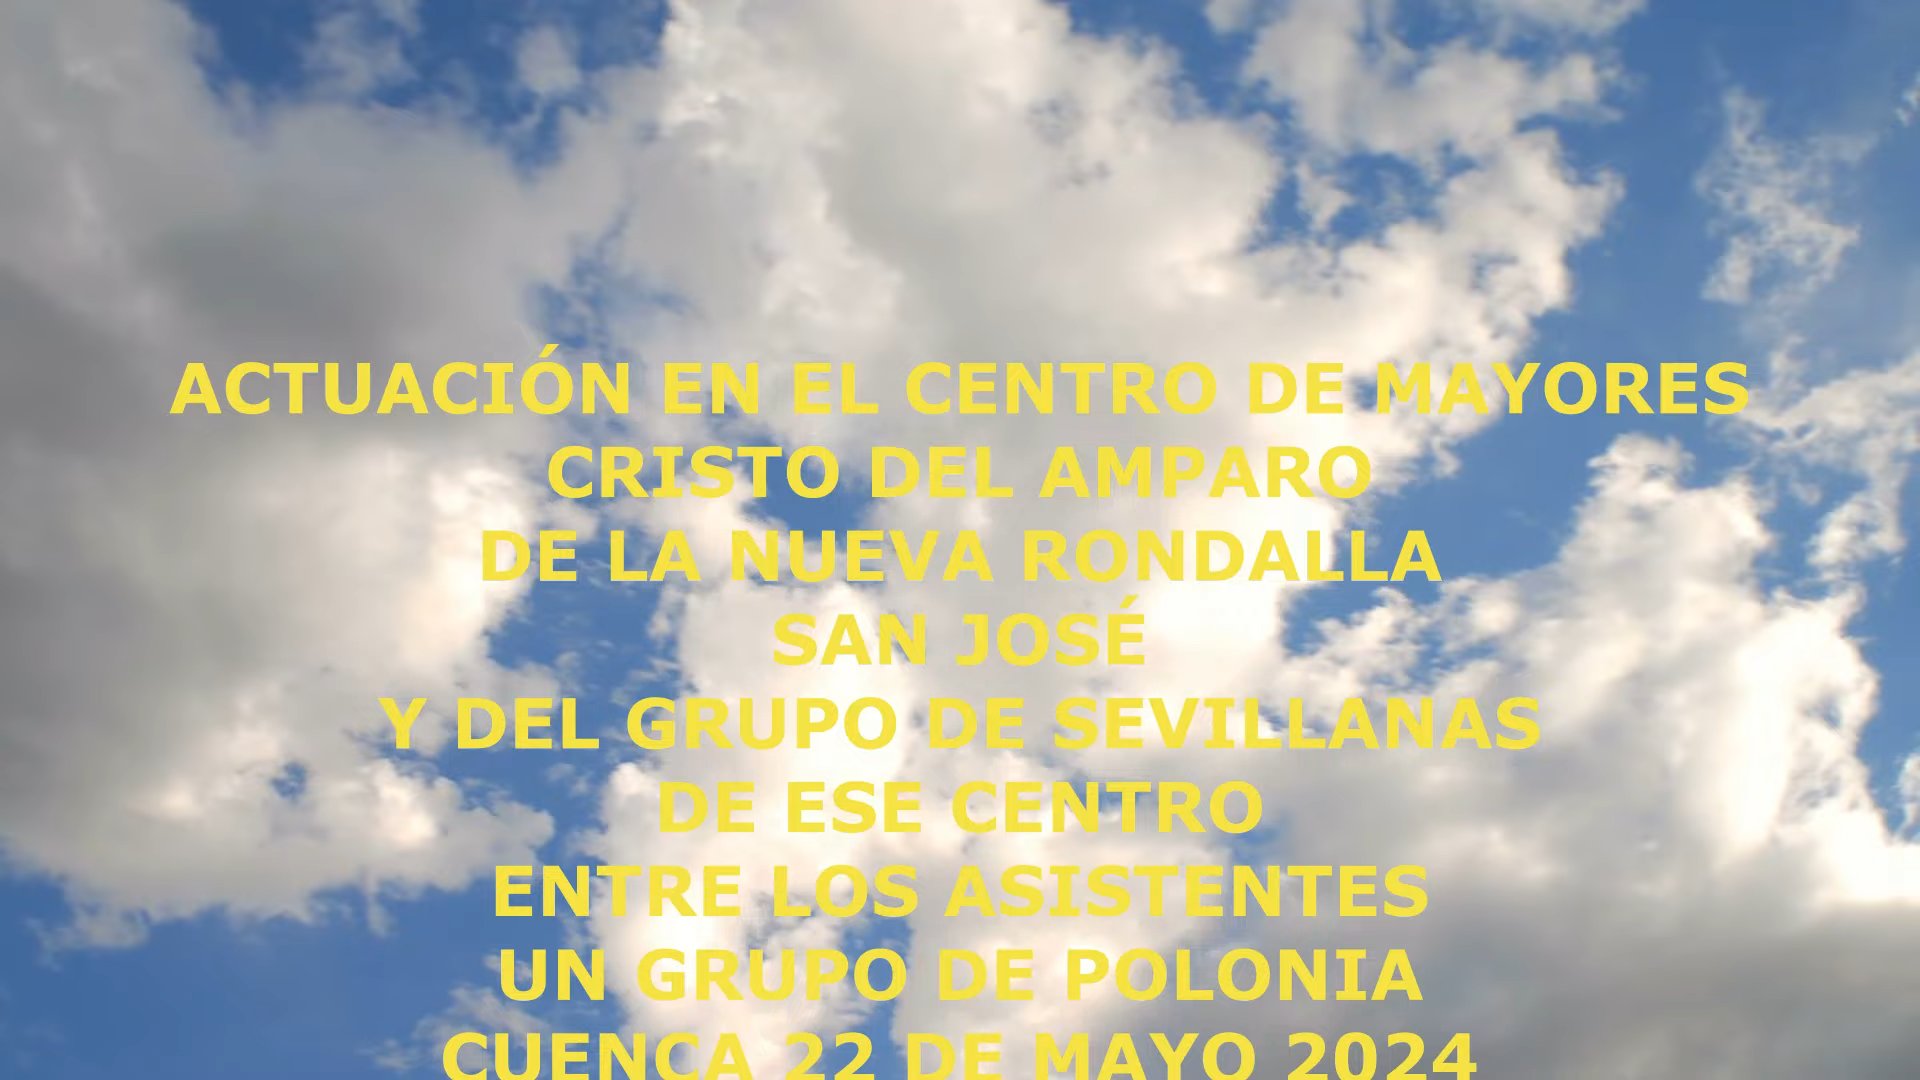 ACTUACIÓN EN EL CENTRO DE MAYORES
CRISTO DEL AMPARO
DE LA NUEVA RONDALLA
SAN JOSÉ
Y DEL GRUPO DE SEVILLANAS
DE ESE CENTRO
ENTRE LOS ASISTENTES
UN GRUPO DE POLONIA
CUENCA 22 DE MAYO 2024